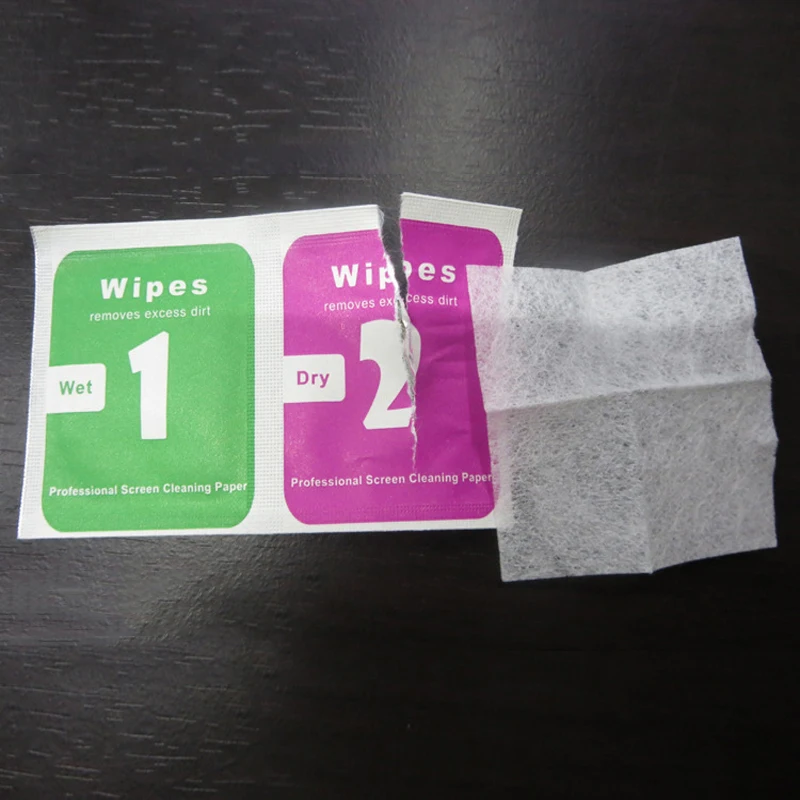 Wipes
removes excess dirt
Wet
1
Professional Screen Cleaning Paper
Wipes
removes excess dirt
Dry
2
Professional Screen Cleaning Paper